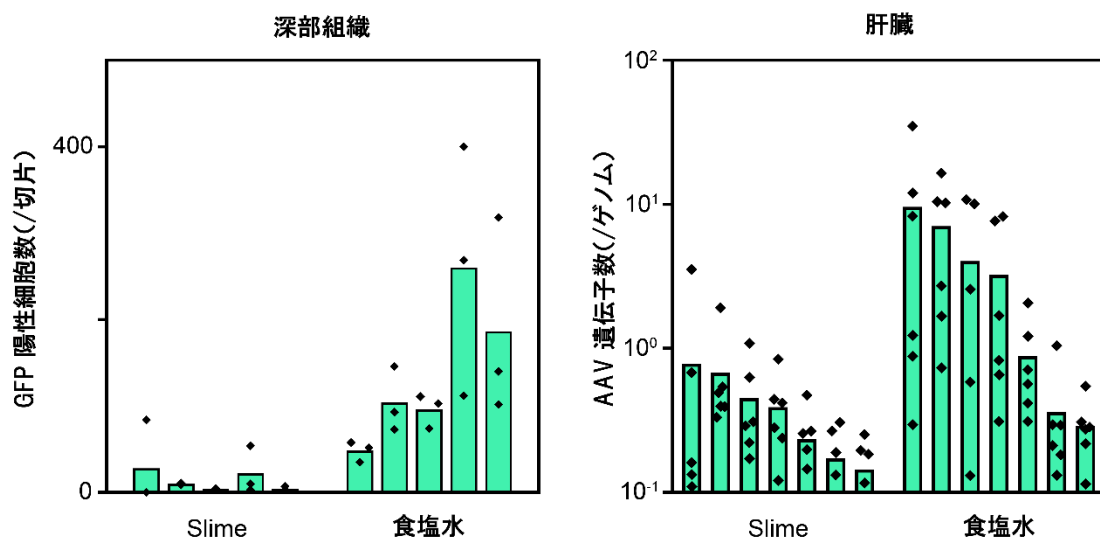 深部組織
GFP 陽性細胞数(/切片)
400
0
Slime
食塩水
肝臓
AAV 遺伝子数(/ゲノム)
10²
10¹
10⁰
10⁻¹
Slime
食塩水